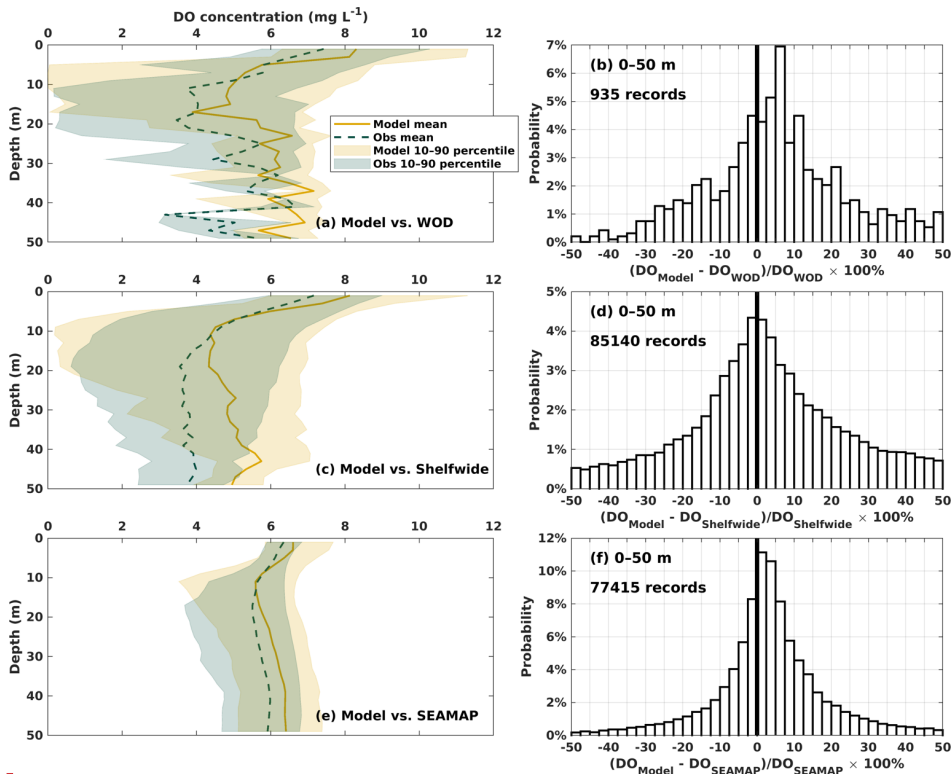 DO concentration (mg L⁻¹)
0 2 4 6 8 10 12
0
10
20
30
40
50
Depth (m)
Model mean
Obs mean
Model 10–90 percentile
Obs 10–90 percentile
(a) Model vs. WOD
7%
6%
5%
4%
2%
1%
0%
Probability
(b) 0–50 m
935 records
-50 -40 -30 -20 -10 0 10 20 30 40 50
(DO_Model - DO_WOD)/DO_WOD × 100%
0 2 4 6 8 10 12
0
10
20
30
40
50
Depth (m)
(c) Model vs. Shelfwide
5%
4%
3%
2%
1%
0%
Probability
(d) 0–50 m
85140 records
-50 -40 -30 -20 -10 0 10 20 30 40 50
(DO_Model - DO_Shelfwide)/DO_Shelfwide × 100%
0 2 4 6 8 10 12
0
10
20
30
40
50
Depth (m)
(e) Model vs. SEAMAP
12%
10%
8%
6%
4%
2%
0%
Probability
(f) 0–50 m
77415 records
-50 -40 -30 -20 -10 0 10 20 30 40 50
(DO_Model - DO_SEAMAP)/DO_SEAMAP × 100%